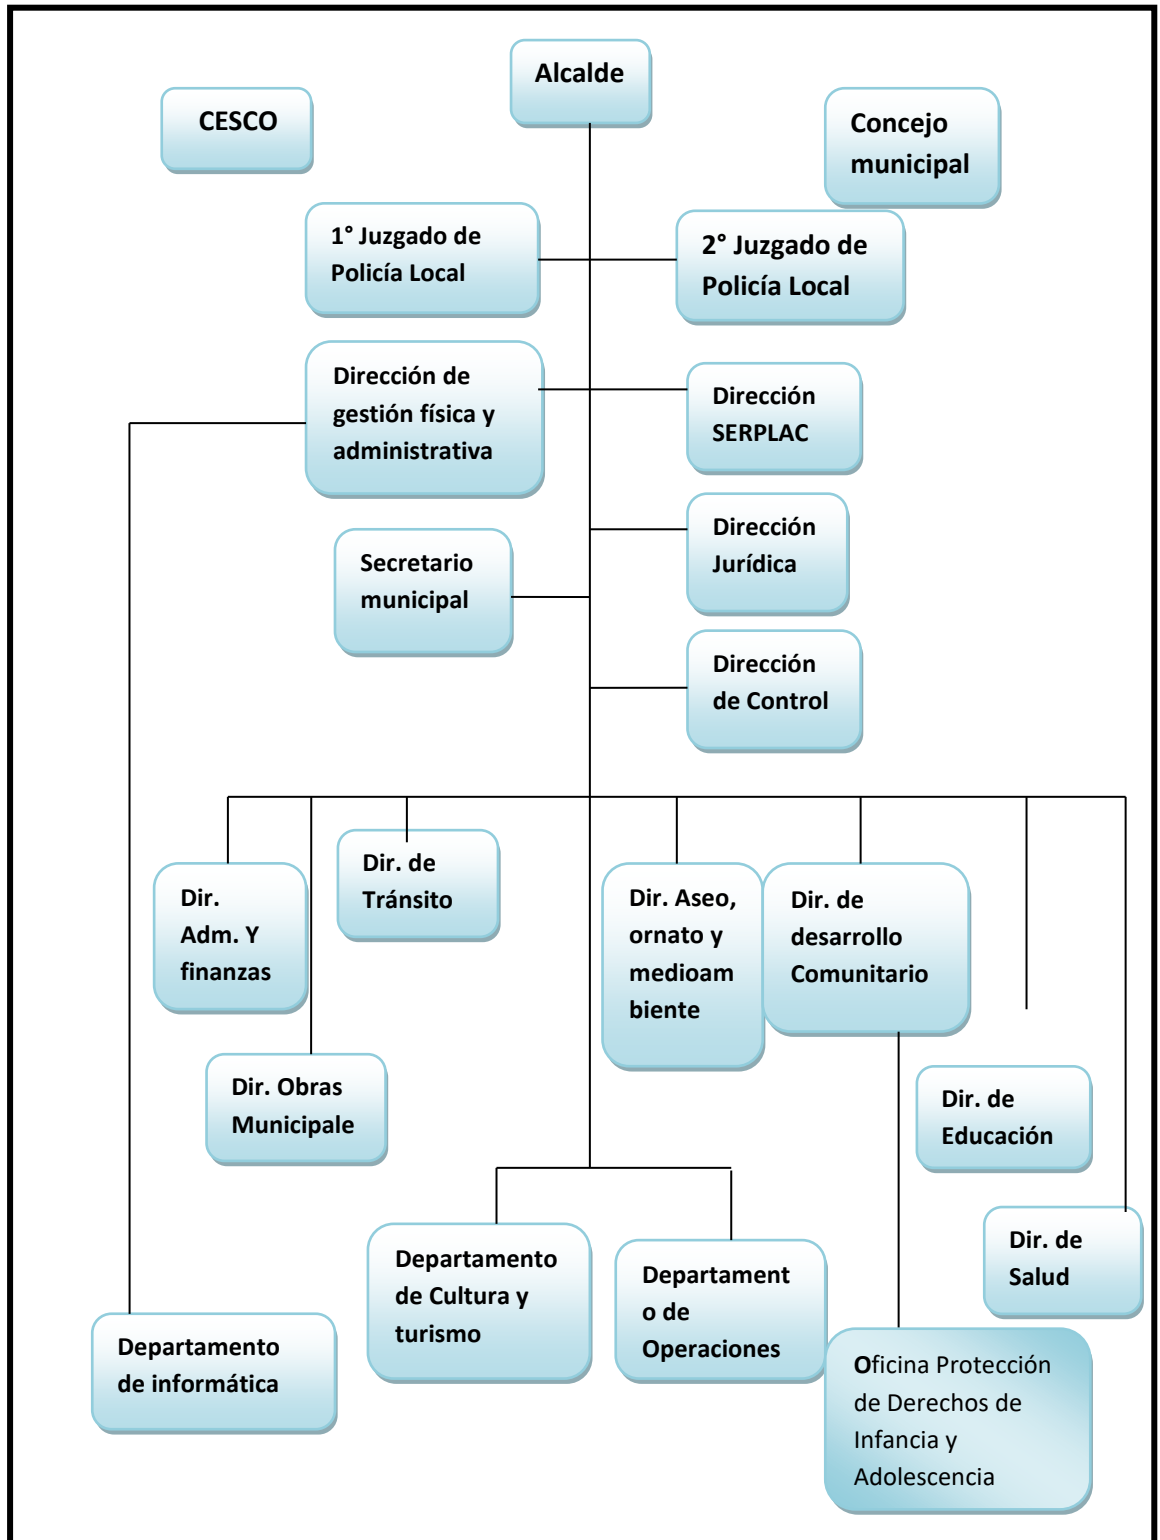 Alcalde
CESCO
Concejo
municipal
1° Juzgado de
Policía Local
2° Juzgado de
Policía Local
Dirección de
gestión física y
administrativa
Dirección
SERPLAC
Dirección
Jurídica
Secretario
municipal
Dirección
de Control
Dir. de
Tránsito
Dir.
Adm. Y
finanzas
Dir. Aseo,
ornato y
medioam
biente
Dir. de
desarrollo
Comunitario
Dir. Obras
Municipale
Dir. de
Educación
Dir. de
Salud
Departamento
de Cultura y
turismo
Departament
o de
Operaciones
Departamento
de informática
Oficina Protección
de Derechos de
Infancia y
Adolescencia